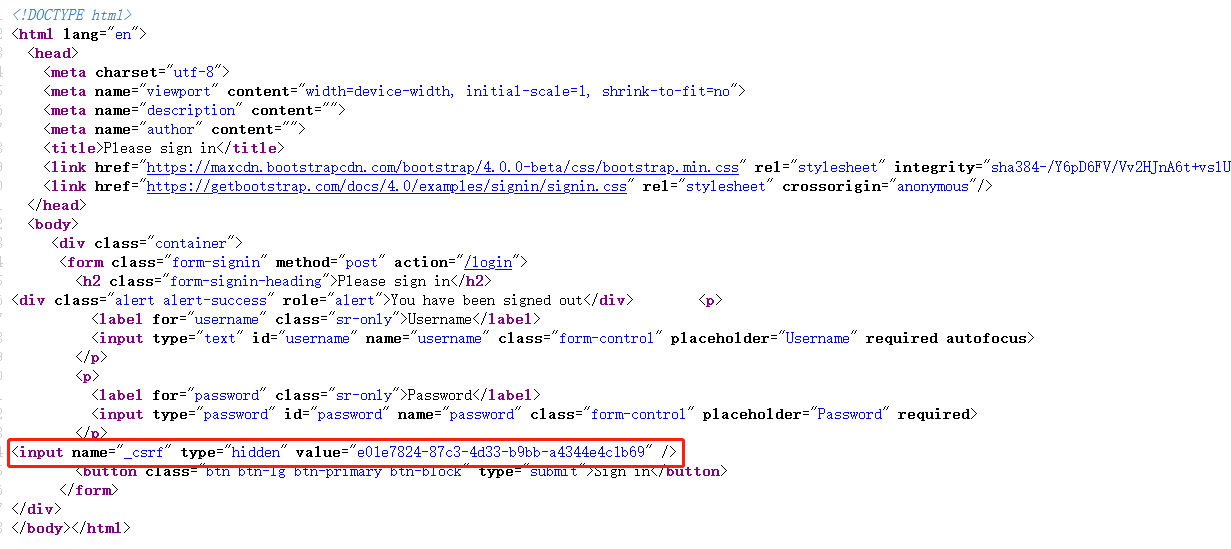 <!DOCTYPE html>
<html lang="en">
  <head>
    <meta charset="utf-8">
    <meta name="viewport" content="width=device-width, initial-scale=1, shrink-to-fit=no">
    <meta name="description" content="">
    <meta name="author" content="">
    <title>Please sign in</title>
    <link href="https://maxcdn.bootstrapcdn.com/bootstrap/4.0.0-beta/css/bootstrap.min.css" rel="stylesheet" integrity="sha384-/Y6pD6FV/Vv2HJnA6t+vslU
    <link href="https://getbootstrap.com/docs/4.0/examples/signin/signin.css" rel="stylesheet" crossorigin="anonymous"/>
  </head>
  <body>
     <div class="container">
      <form class="form-signin" method="post" action="/login">
        <h2 class="form-signin-heading">Please sign in</h2>
<div class="alert alert-success" role="alert">You have been signed out</div>        <p>
          <label for="username" class="sr-only">Username</label>
          <input type="text" id="username" name="username" class="form-control" placeholder="Username" required autofocus>
        </p>
        <p>
          <label for="password" class="sr-only">Password</label>
          <input type="password" id="password" name="password" class="form-control" placeholder="Password" required>
        </p>
<input name="_csrf" type="hidden" value="e01e7824-87c3-4d33-b9bb-a4344e4c1b69" />
        <button class="btn btn-lg btn-primary btn-block" type="submit">Sign in</button>
      </form>
</div>
</body></html>